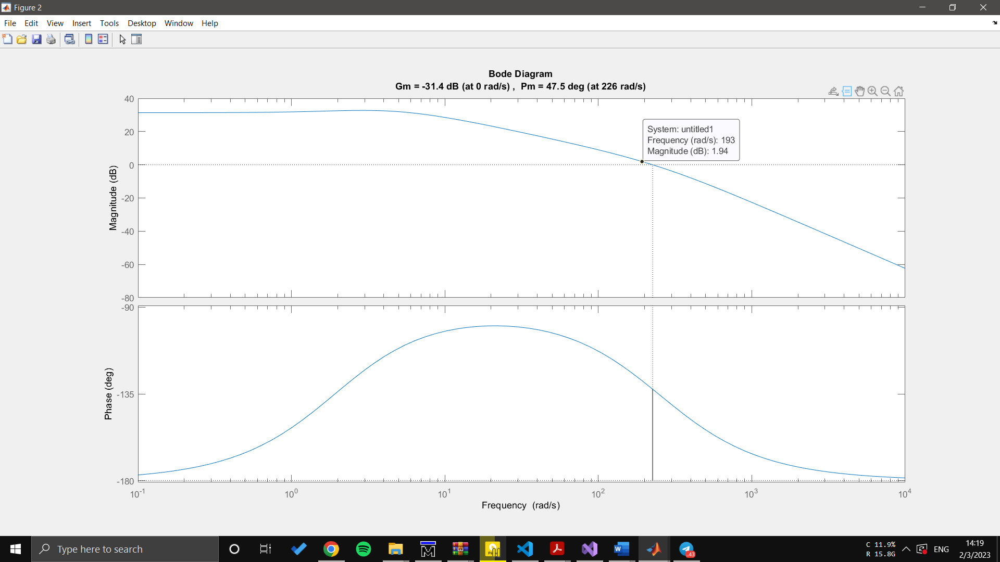 Figure 2
File Edit View Insert Tools Desktop Window Help
Bode Diagram
Gm = -31.4 dB (at 0 rad/s) , Pm = 47.5 deg (at 226 rad/s)
40
20
0
-20
-40
-60
-80
Magnitude (dB)
System: untitled1
Frequency (rad/s): 193
Magnitude (dB): 1.94
-90
-135
-180
Phase (deg)
10^-1 10^0 10^1 10^2 10^3 10^4
Frequency (rad/s)
Type here to search
C 11.9%
R 15.8G
ENG
14:19
2/3/2023
43